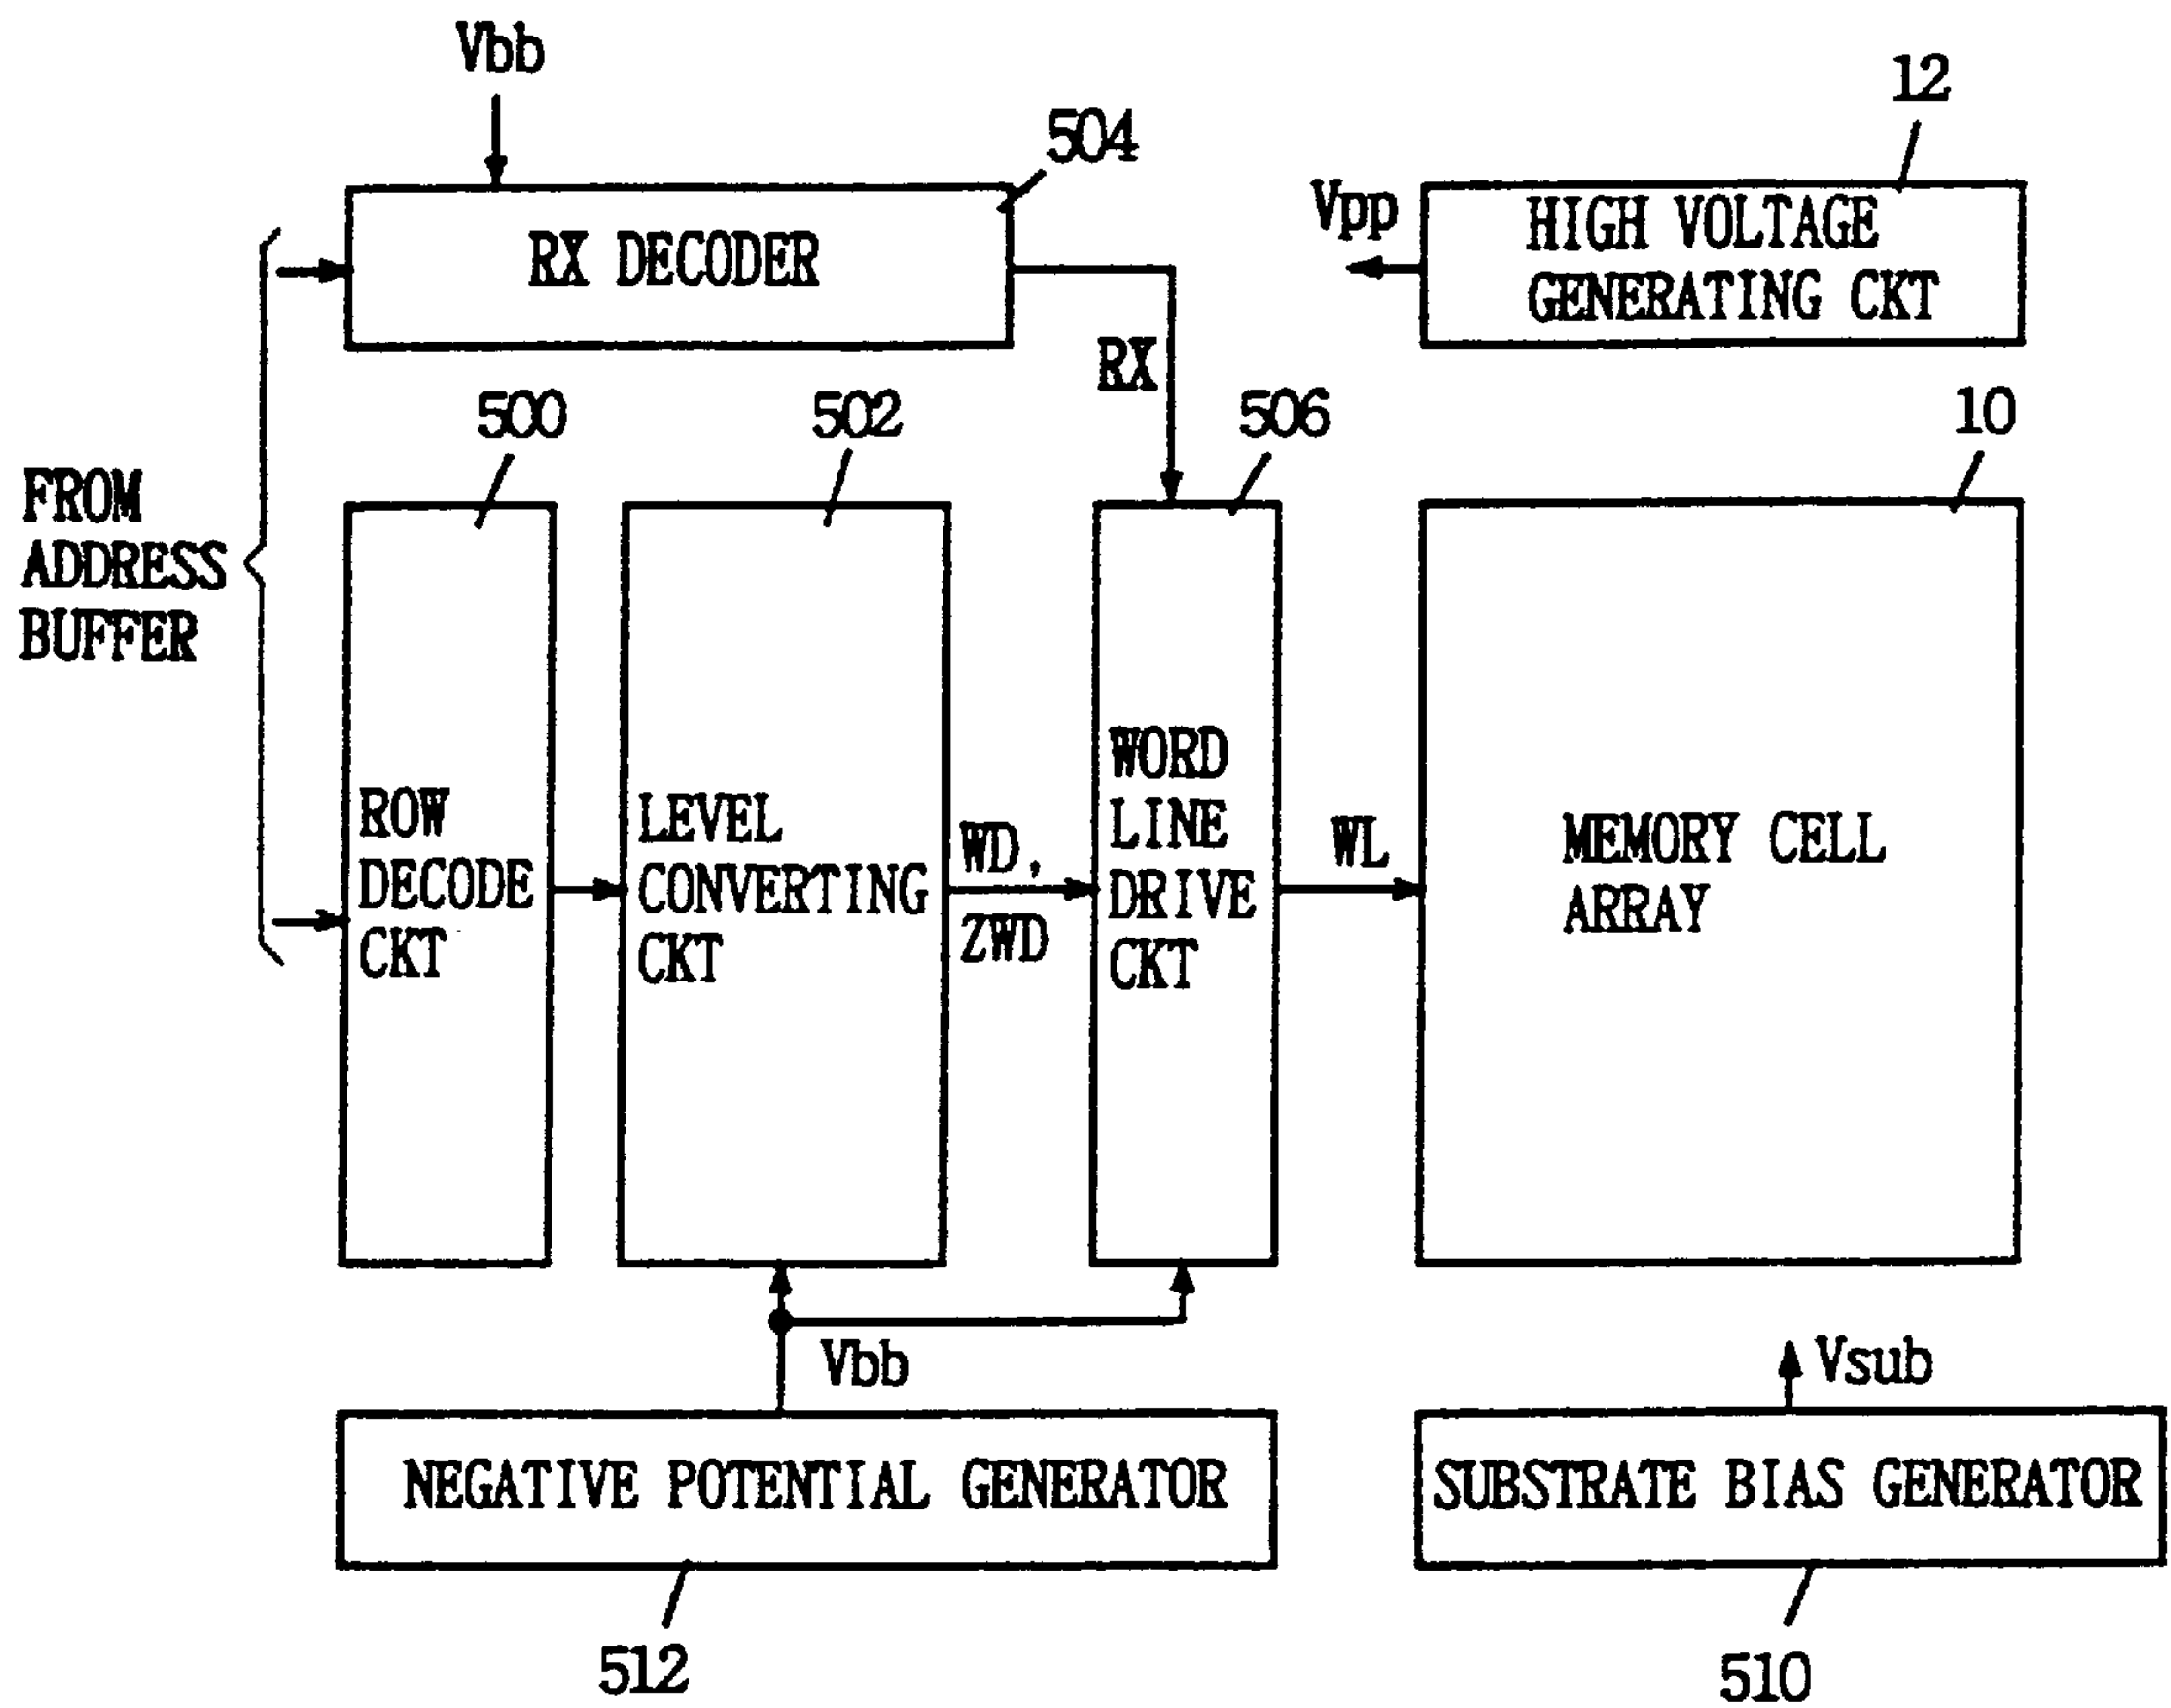 Vbb
504
12
RX DECODER
Vpp
HIGH VOLTAGE
GENERATING CKT
RX
500
502
506
10
FROM
ADDRESS
BUFFER
ROW
DECODE
CKT
LEVEL
CONVERTING
CKT
WD,
ZWD
WORD
LINE
DRIVE
CKT
WL
MEMORY CELL
ARRAY
Vbb
Vsub
NEGATIVE POTENTIAL GENERATOR
SUBSTRATE BIAS GENERATOR
512
510